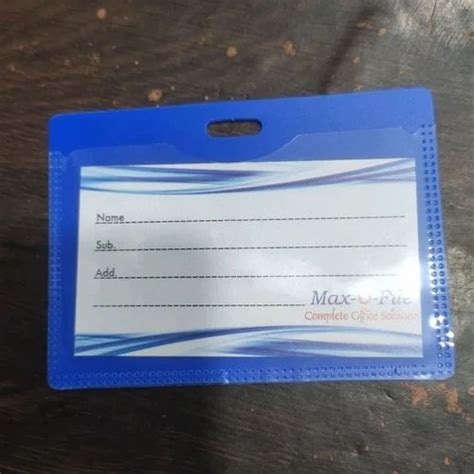 Name
Sub.
Add.
Max-O-File
Complete Office Solution